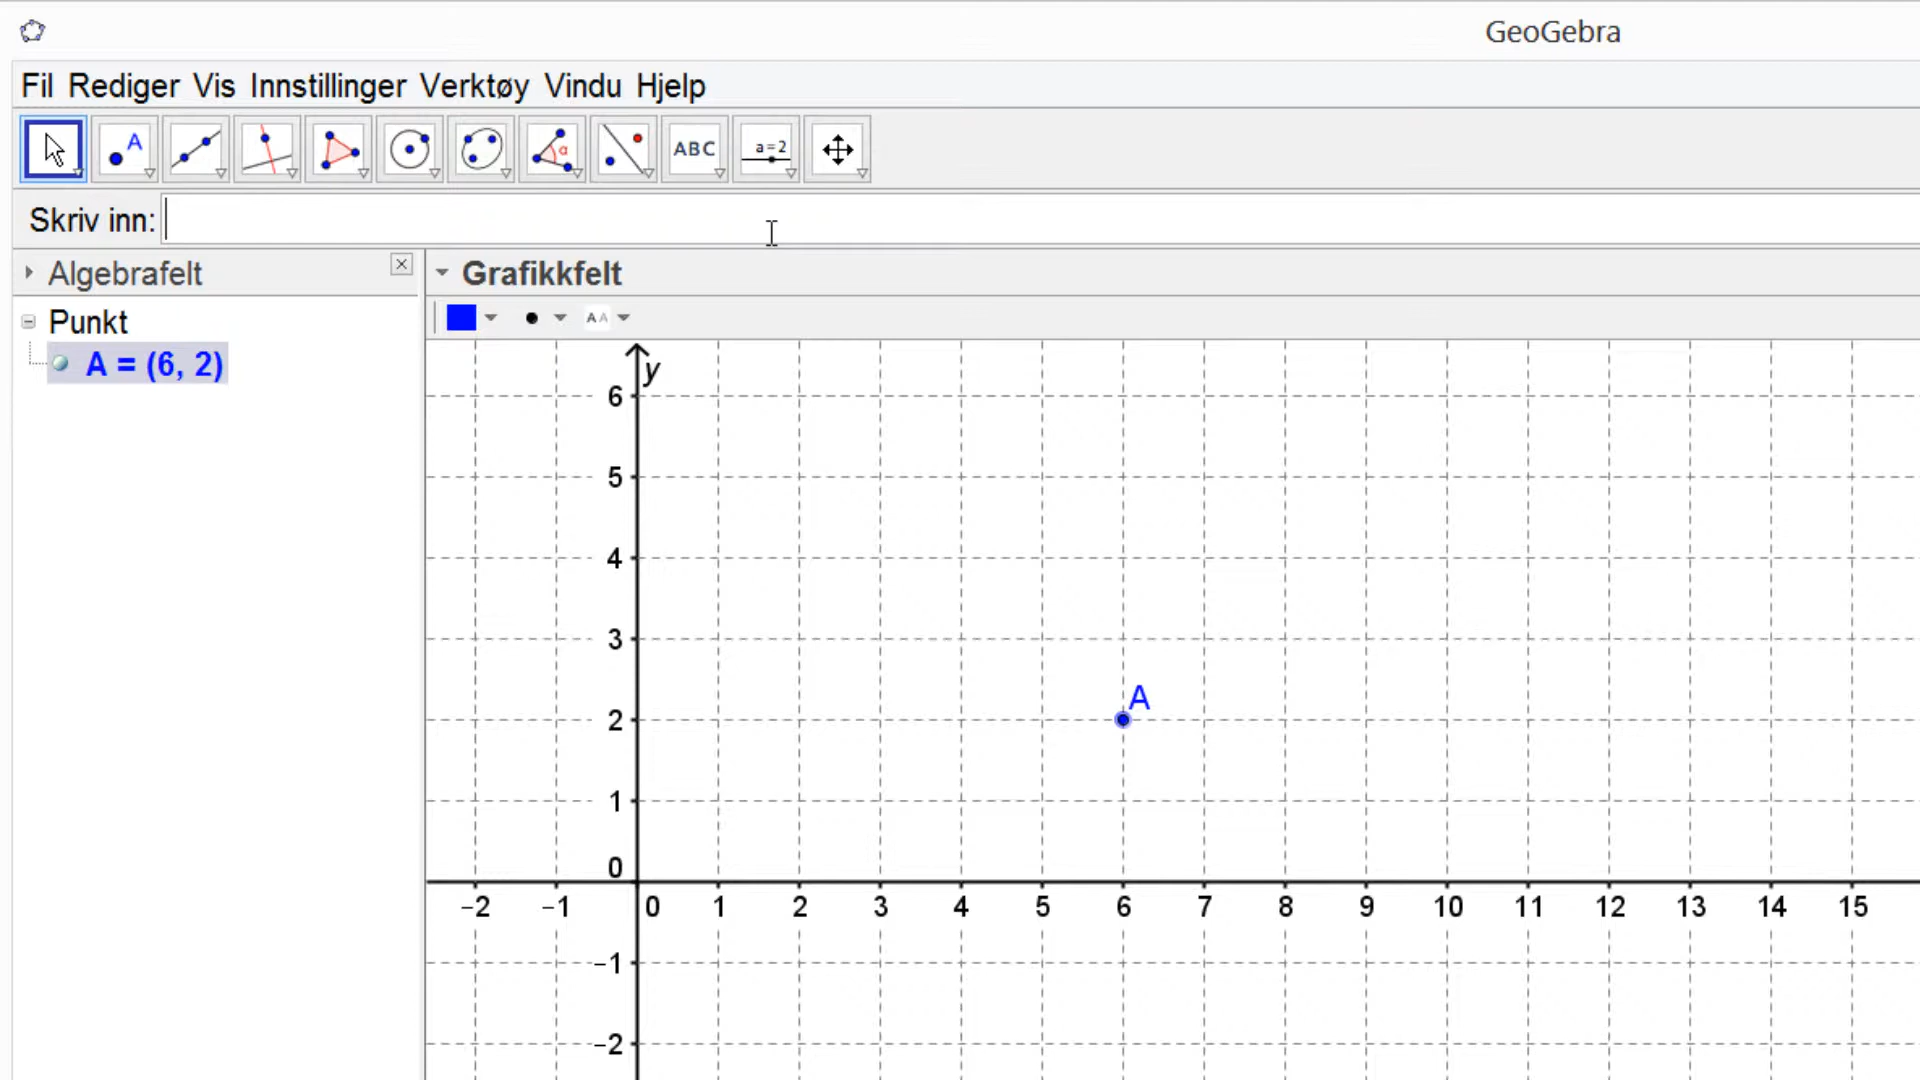 GeoGebra
Fil Rediger Vis Innstillinger Verktøy Vindu Hjelp
A α ABC a=2
Skriv inn:
Algebrafelt
Grafikkfelt
Punkt
A A
A = (6, 2)
y
6
5
4
3
A
2
1
0
−2 −1 0 1 2 3 4 5 6 7 8 9 10 11 12 13 14 15
−1
−2